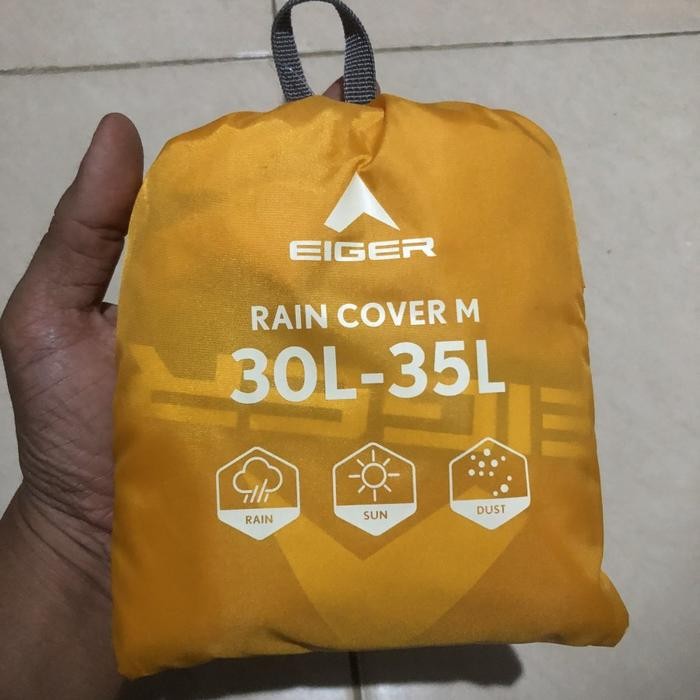 EIGER
RAIN COVER M
30L-35L
RAIN
SUN
DUST